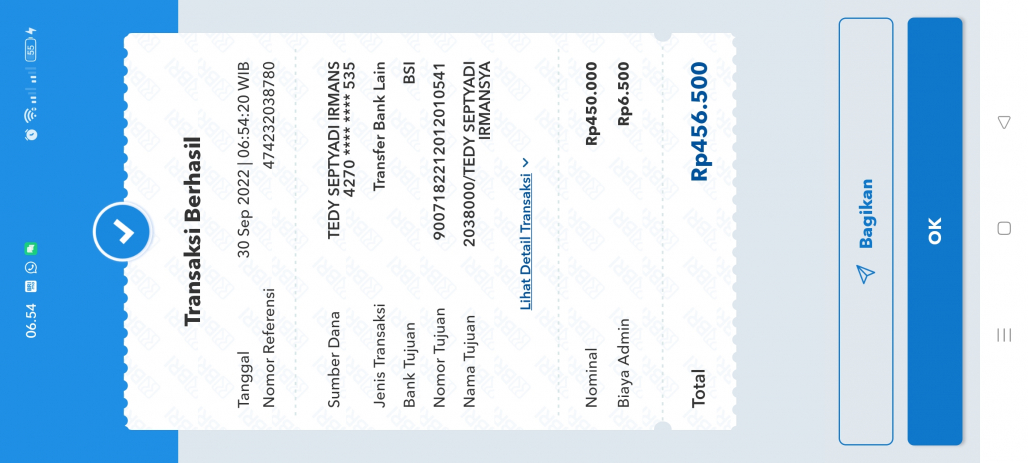 06.54
55
Transaksi Berhasil
Tanggal 30 Sep 2022 | 06:54:20 WIB
Nomor Referensi 474232038780
Sumber Dana TEDY SEPTYADI IRMANS
4270 **** **** 535
Jenis Transaksi Transfer Bank Lain
Bank Tujuan BSI
Nomor Tujuan 900718221201201054​1
Nama Tujuan 2038000/TEDY SEPTYADI
IRMANSYA
Lihat Detail Transaksi
Nominal Rp450.000
Biaya Admin Rp6.500
Total Rp456.500
Bagikan
OK